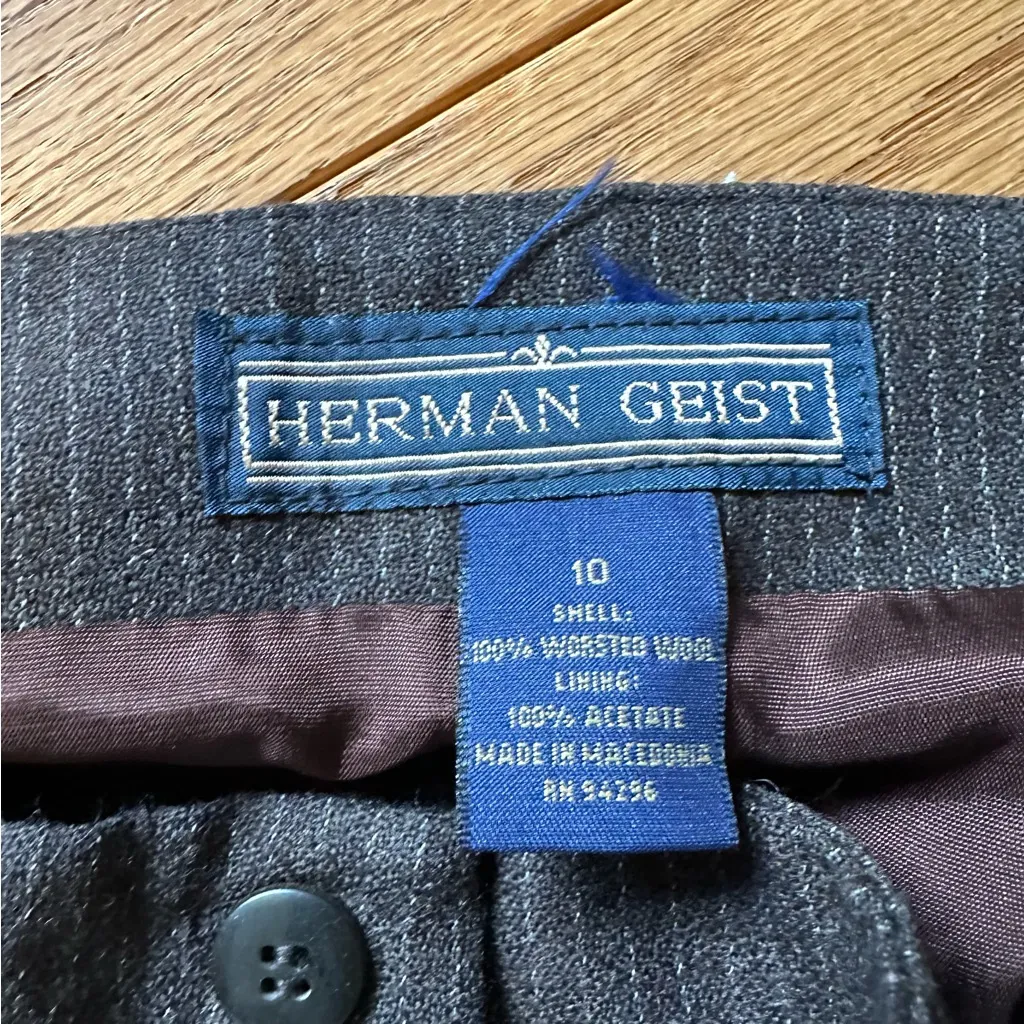 HERMAN GEIST
10
SHELL:
100% WORSTED WOOL
LINING:
100% ACETATE
MADE IN MACEDONIA
RN 94296